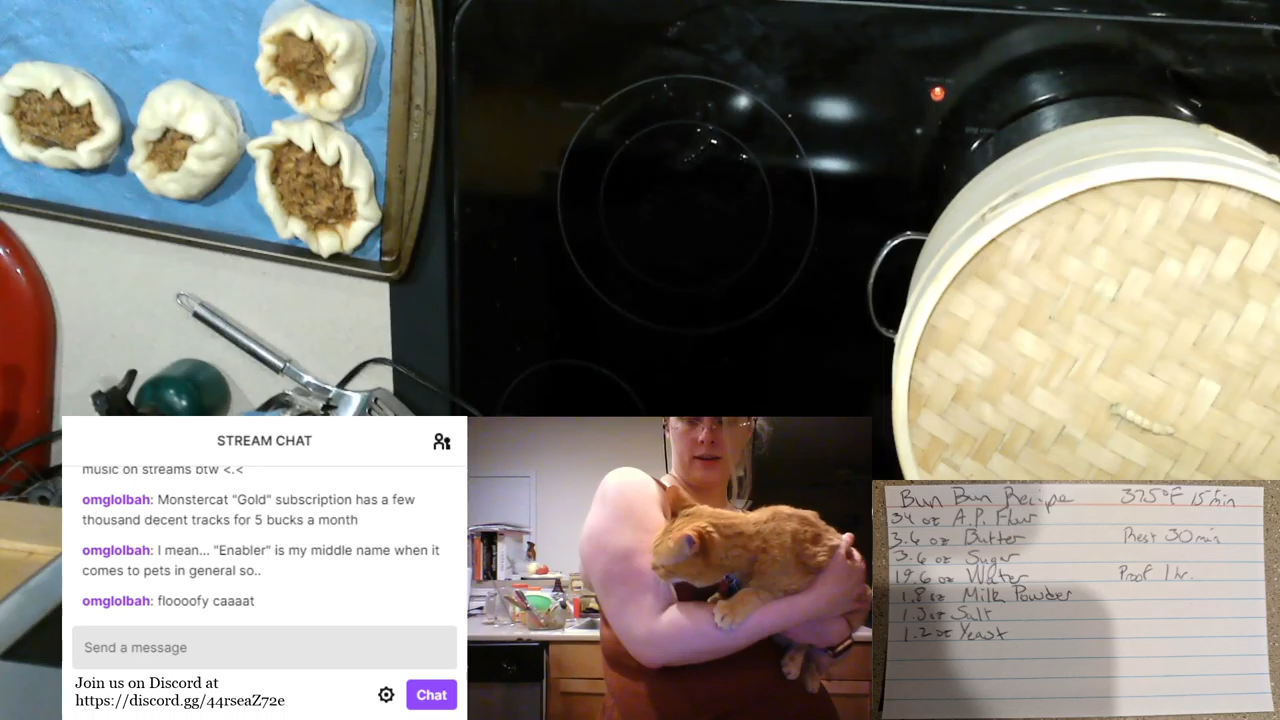 STREAM CHAT
music on streams btw <.<
omglolbah: Monstercat "Gold" subscription has a few
thousand decent tracks for 5 bucks a month
omglolbah: I mean... "Enabler" is my middle name when it
comes to pets in general so..
omglolbah: floooofy caaaat
Send a message
Join us on Discord at
https://discord.gg/44rseaZ72e
Chat
Bun Bun Recipe 375°F 15 min
34 oz A.P. Flour
3.6 oz Butter Rest 30 min
3.6 oz Sugar
19.6 oz Water Proof 1 hr.
1.8 oz Milk Powder
1.3 oz Salt
1.2 oz Yeast